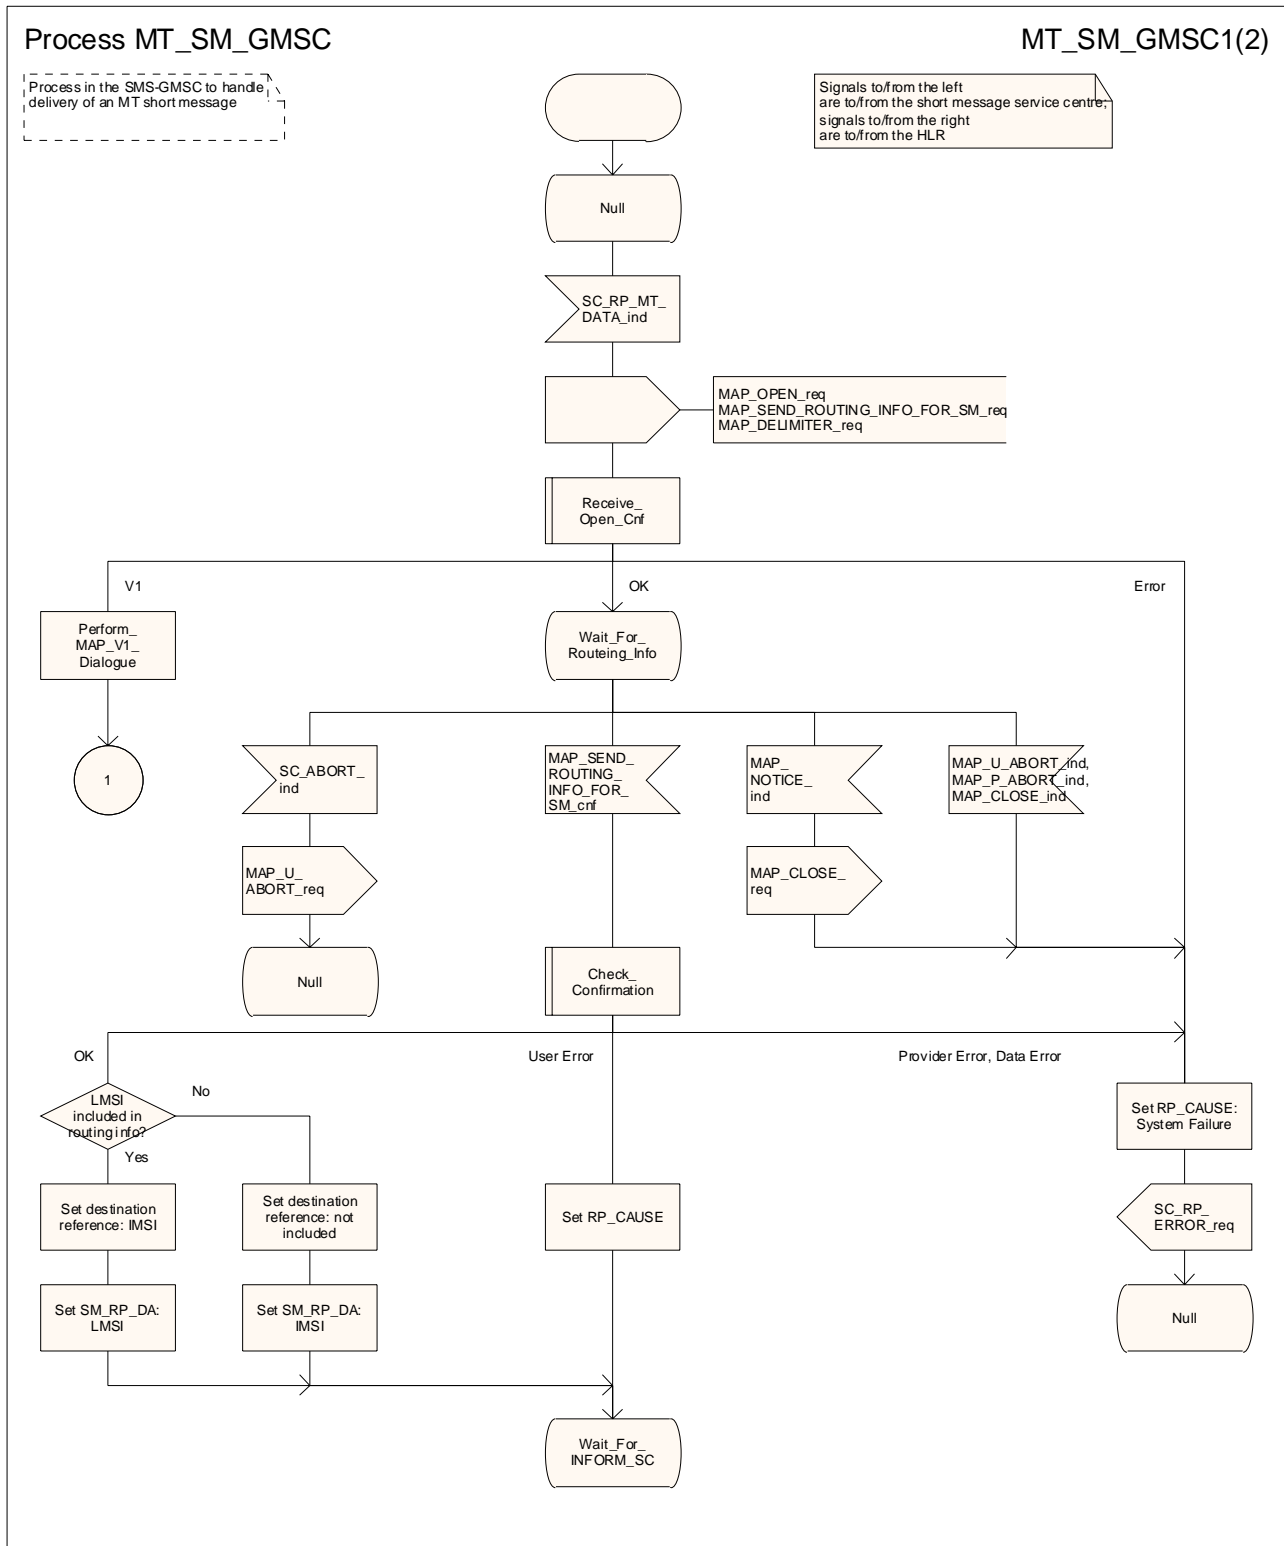 Process MT_SM_GMSC
MT_SM_GMSC1(2)
Process in the SMS-GMSC to handle
delivery of an MT short message
Signals to/from the left
are to/from the short message service centre;
signals to/from the right
are to/from the HLR
Null
SC_RP_MT_
DATA_ind
MAP_OPEN_req
MAP_SEND_ROUTING_INFO_FOR_SM_req
MAP_DELIMITER_req
Receive_
Open_Cnf
V1
OK
Error
Perform_
MAP_V1_
Dialogue
Wait_For_
Routeing_Info
1
SC_ABORT_
ind
MAP_SEND_
ROUTING_
INFO_FOR_
SM_cnf
MAP_
NOTICE_
ind
MAP_U_ABORT_ind,
MAP_P_ABORT_ind,
MAP_CLOSE_ind
MAP_U_
ABORT_req
MAP_CLOSE_
req
Null
Check_
Confirmation
OK
User Error
Provider Error, Data Error
LMSI
included in
routing info?
No
Yes
Set RP_CAUSE:
System Failure
Set destination
reference: IMSI
Set destination
reference: not
included
Set RP_CAUSE
SC_RP_
ERROR_req
Set SM_RP_DA:
LMSI
Set SM_RP_DA:
IMSI
Null
Wait_For_
INFORM_SC